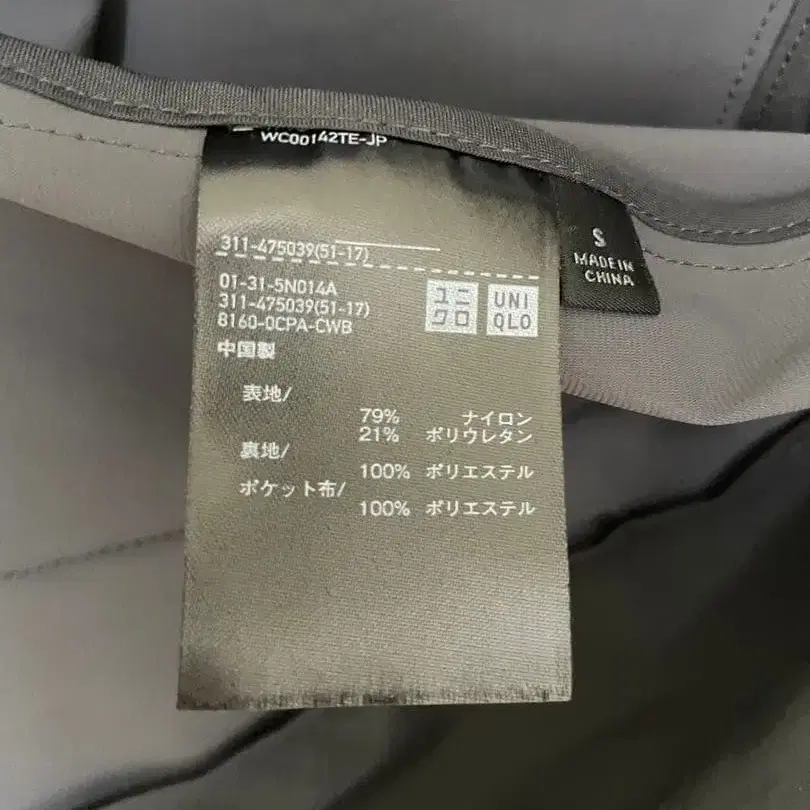 WC00142TE-JP
311-475039(51-17)
01-31-5N014A
311-475039(51-17)
8160-0CPA-CWB
中国製
ユニ
クロ
UNI
QLO
S
MADE IN
CHINA
表地/
79% ナイロン
21% ポリウレタン
裏地/
100% ポリエステル
ポケット布/
100% ポリエステル